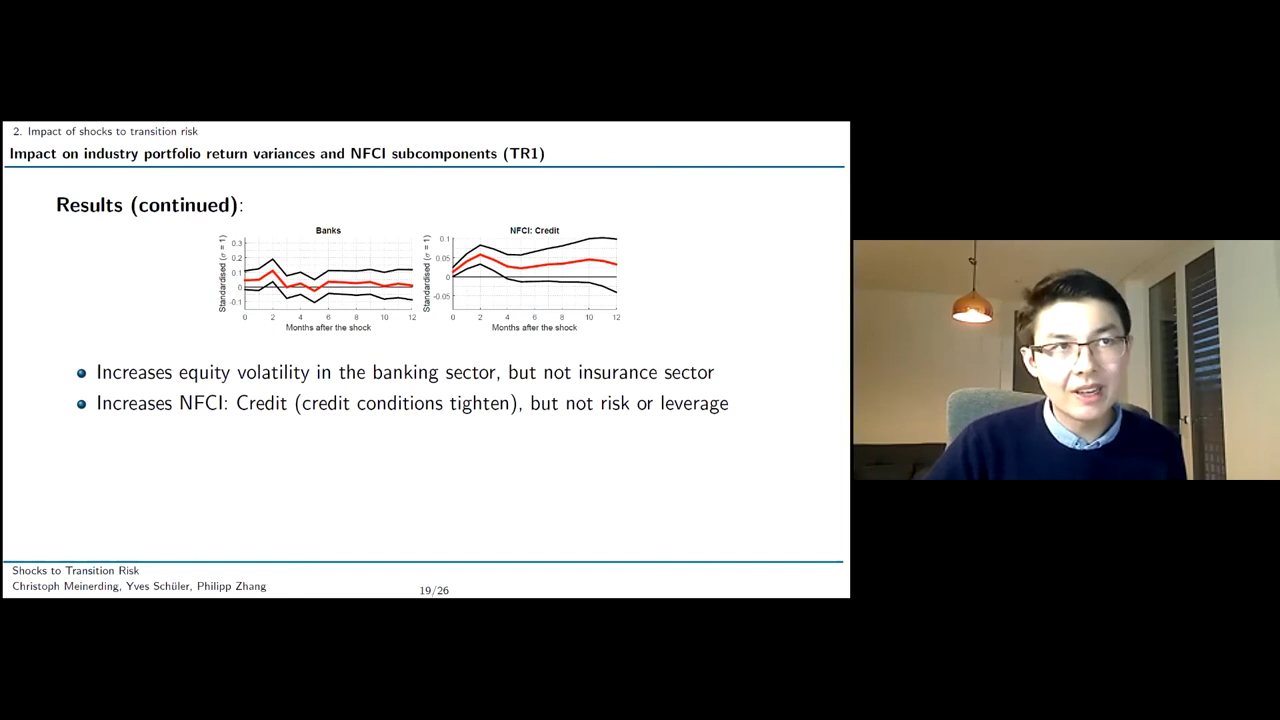 2. Impact of shocks to transition risk
Impact on industry portfolio return variances and NFCI subcomponents (TR1)
Results (continued):
Banks
Standardised (σ = 1)
0.3
0.2
0.1
0
-0.1
0 2 4 6 8 10 12
Months after the shock
NFCI: Credit
Standardised (σ = 1)
0.1
0.05
0
-0.05
0 2 4 6 8 10 12
Months after the shock
Increases equity volatility in the banking sector, but not insurance sector
Increases NFCI: Credit (credit conditions tighten), but not risk or leverage
Shocks to Transition Risk
Christoph Meinerding, Yves Schüler, Philipp Zhang
19/26